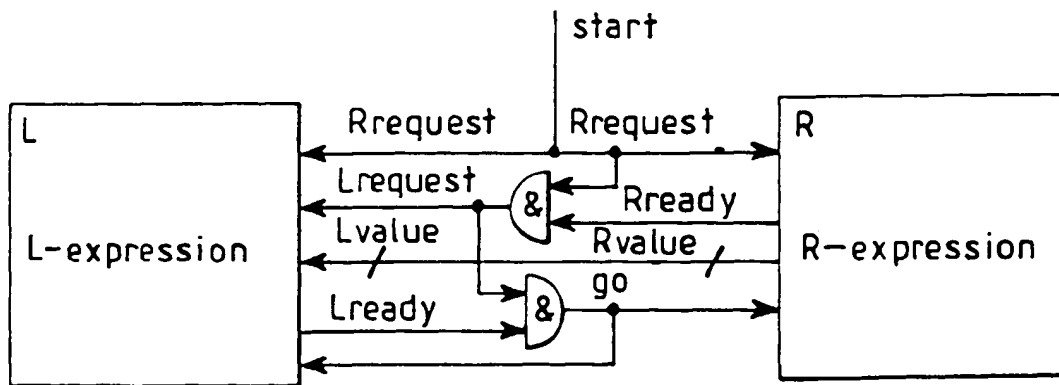 start
L
Rrequest
Rrequest
R
Lrequest
&
Rready
L-expression
Lvalue
Rvalue
R-expression
go
Lready
&